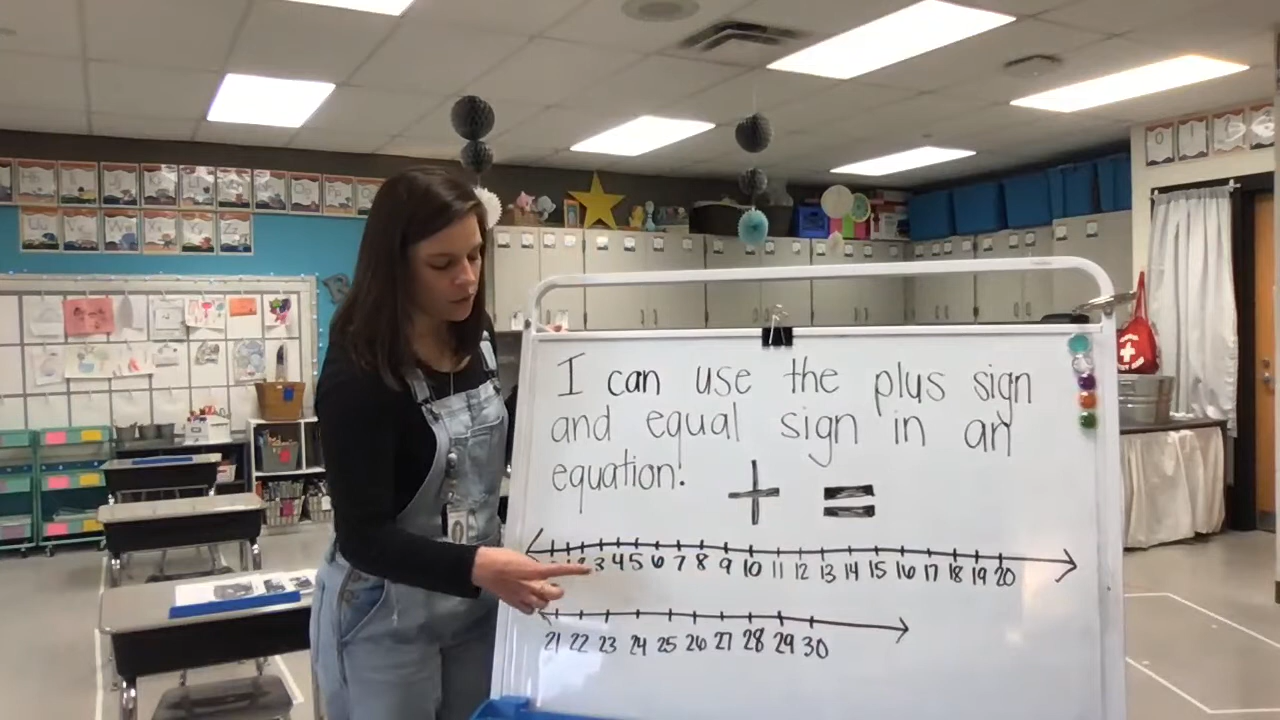 I can use the plus sign
and equal sign in an
equation!
+ =
3 4 5 6 7 8 9 10 11 12 13 14 15 16 17 18 19 20
21 22 23 24 25 26 27 28 29 30